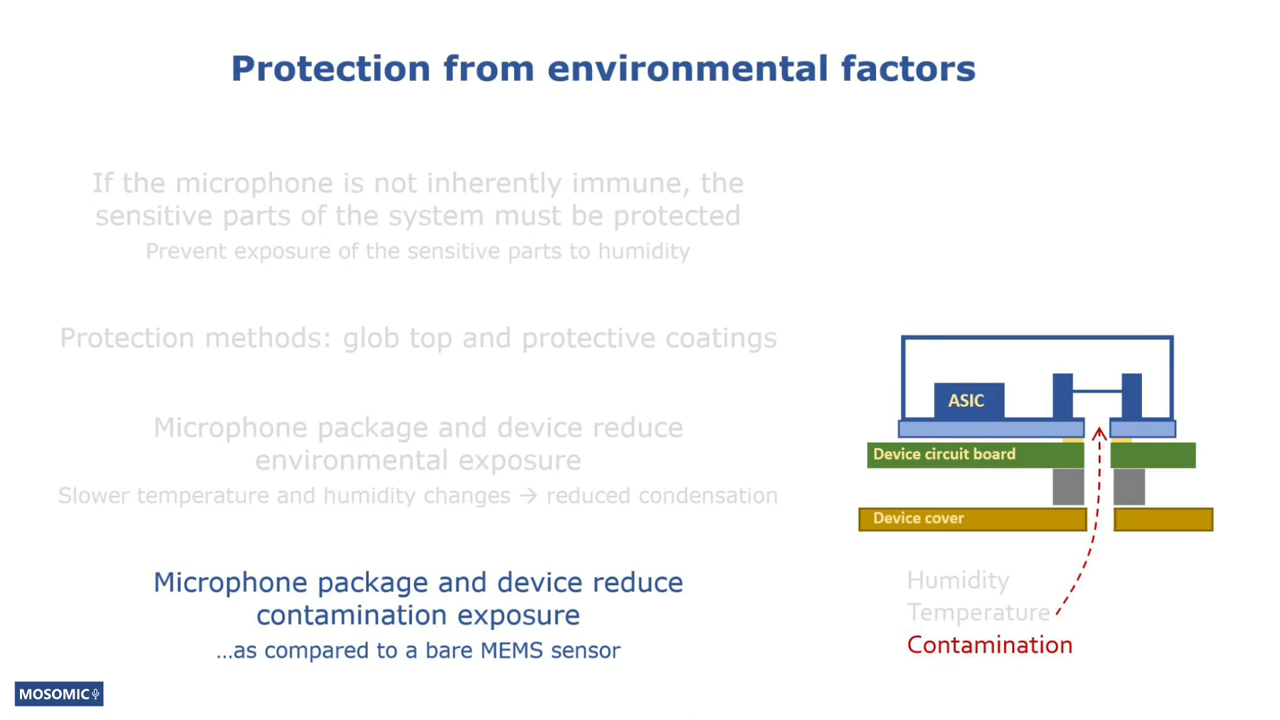 Protection from environmental factors
If the microphone is not inherently immune, the
sensitive parts of the system must be protected
Prevent exposure of the sensitive parts to humidity
Protection methods: glob top and protective coatings
Microphone package and device reduce
environmental exposure
Slower temperature and humidity changes → reduced condensation
Microphone package and device reduce
contamination exposure
…as compared to a bare MEMS sensor
ASIC
Device circuit board
Device cover
Humidity
Temperature
Contamination
MOSOMIC